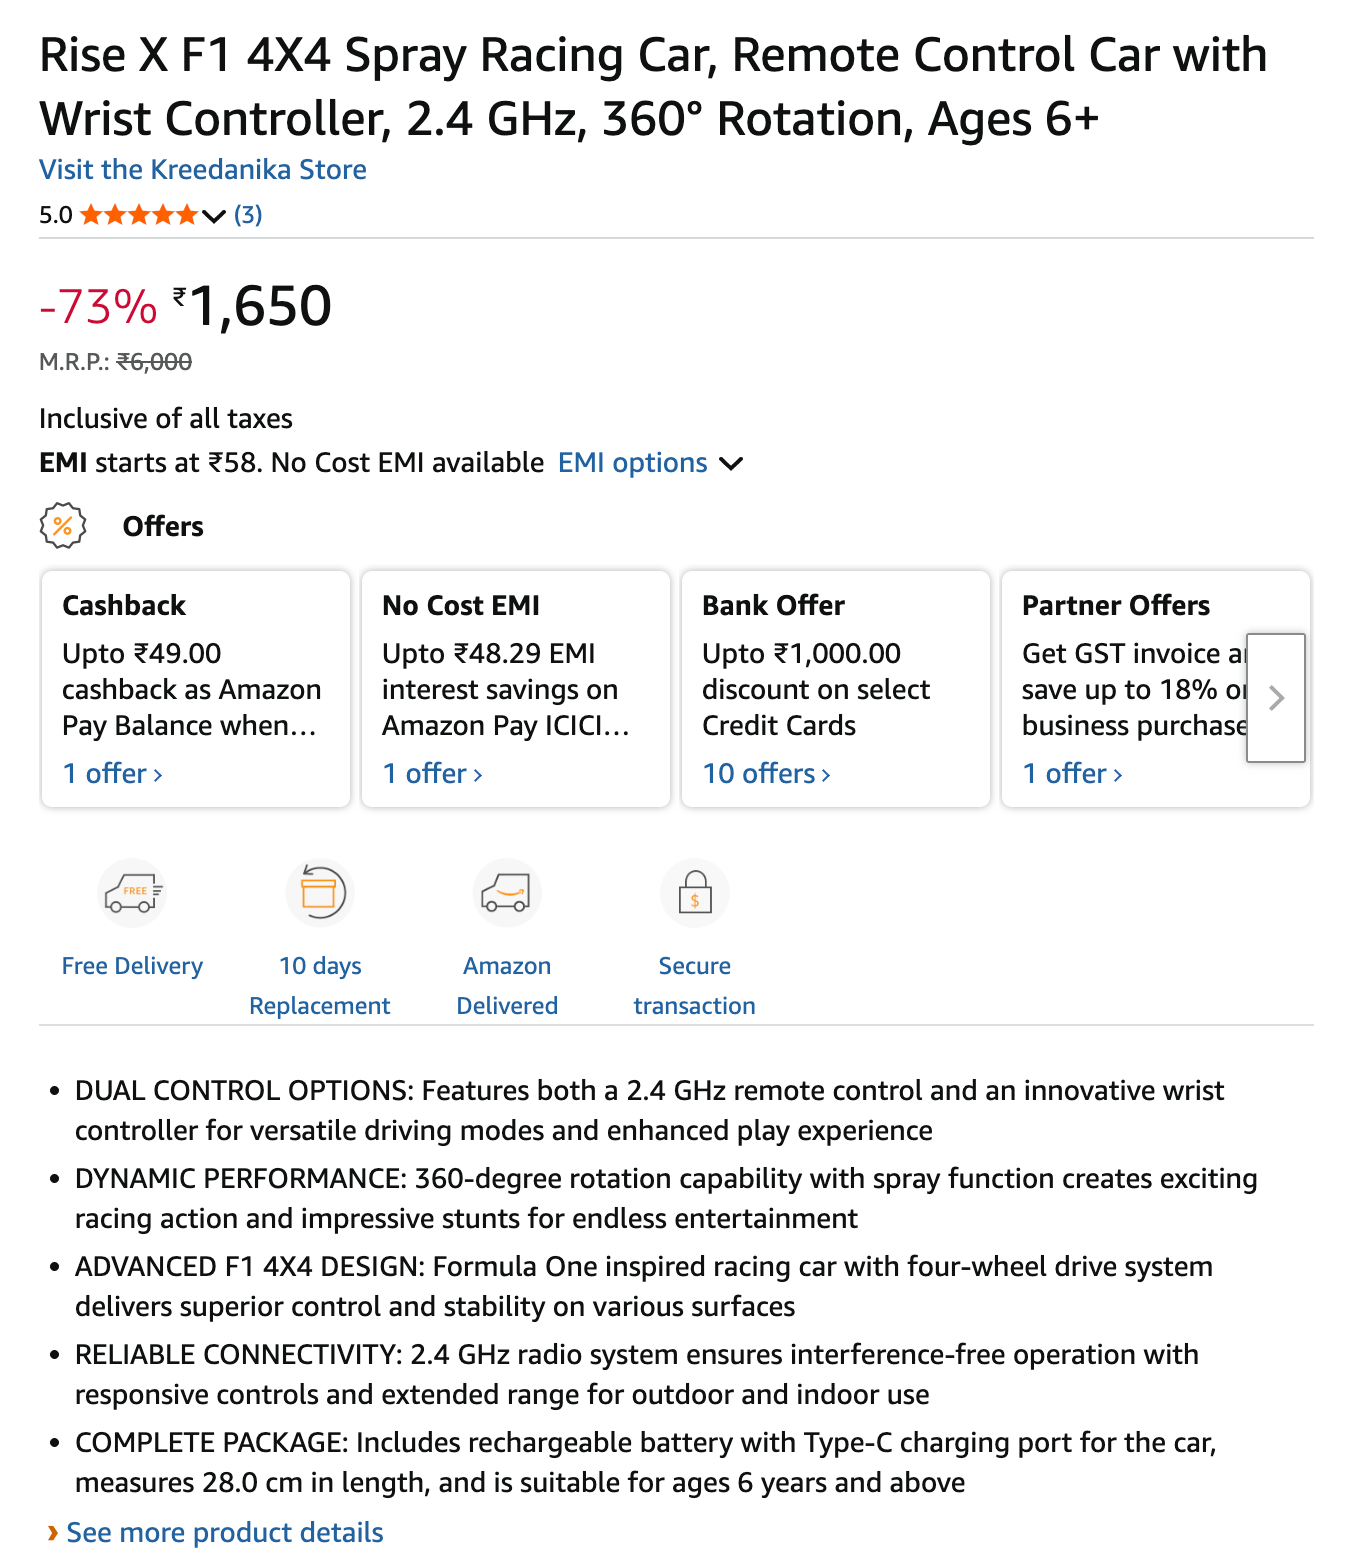 Rise X F1 4X4 Spray Racing Car, Remote Control Car with
Wrist Controller, 2.4 GHz, 360° Rotation, Ages 6+
Visit the Kreedanika Store
5.0 (3)
-73% ₹1,650
M.R.P.: ₹6,000
Inclusive of all taxes
EMI starts at ₹58. No Cost EMI available EMI options
% Offers
Cashback
Upto ₹49.00
cashback as Amazon
Pay Balance when...
1 offer ›
No Cost EMI
Upto ₹48.29 EMI
interest savings on
Amazon Pay ICICI...
1 offer ›
Bank Offer
Upto ₹1,000.00
discount on select
Credit Cards
10 offers ›
Partner Offers
Get GST invoice
save up to 18%
business purchase
1 offer ›
FREE
Free Delivery
10 days
Replacement
Amazon
Delivered
$
Secure
transaction
• DUAL CONTROL OPTIONS: Features both a 2.4 GHz remote control and an innovative wrist
controller for versatile driving modes and enhanced play experience
• DYNAMIC PERFORMANCE: 360-degree rotation capability with spray function creates exciting
racing action and impressive stunts for endless entertainment
• ADVANCED F1 4X4 DESIGN: Formula One inspired racing car with four-wheel drive system
delivers superior control and stability on various surfaces
• RELIABLE CONNECTIVITY: 2.4 GHz radio system ensures interference-free operation with
responsive controls and extended range for outdoor and indoor use
• COMPLETE PACKAGE: Includes rechargeable battery with Type-C charging port for the car,
measures 28.0 cm in length, and is suitable for ages 6 years and above
› See more product details